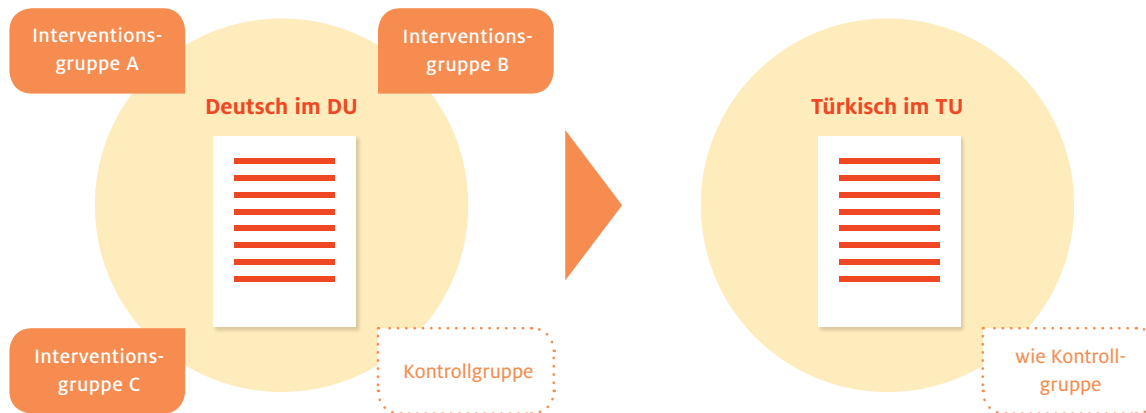 Interventions-
gruppe A
Interventions-
gruppe B
Deutsch im DU
Interventions-
gruppe C
Kontrollgruppe
Türkisch im TU
wie Kontroll-
gruppe